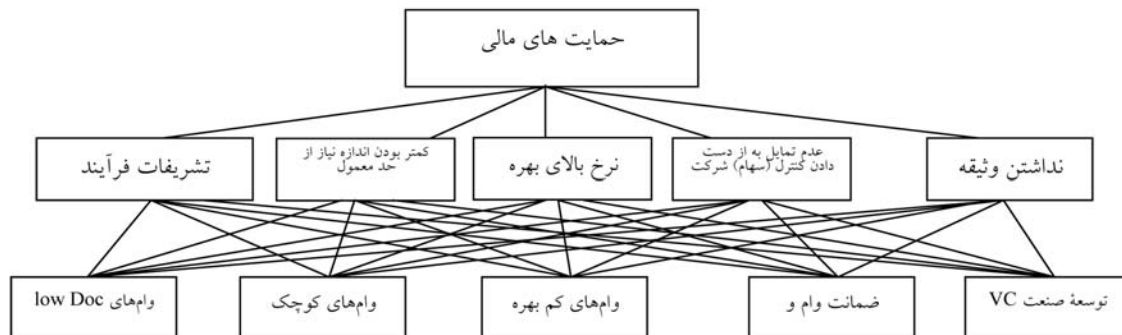 حمایت های مالی
نداشتن وثیقه
عدم تمایل به از دست
دادن کنترل (سهام) شرکت
نرخ بالای بهره
کمتر بودن اندازه نیاز از
حد معمول
تشریفات فرآیند
توسعهٔ صنعت VC
ضمانت وام و
وام‌های کم بهره
وام‌های کوچک
وام‌های low Doc